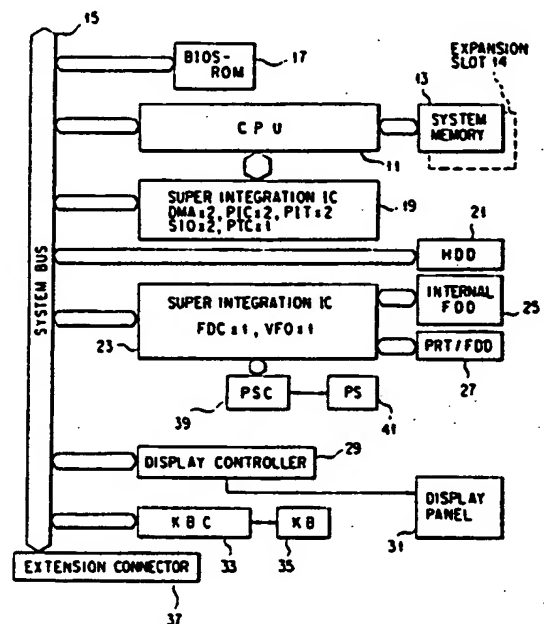 15
BIOS-
ROM
17
EXPANSION
SLOT 14
13
CPU
SYSTEM
MEMORY
11
SUPER INTEGRATION IC
DMA=2, PIC=2, PIT=2
SIO=2, PTC=1
19
21
HDD
SYSTEM BUS
SUPER INTEGRATION IC
FDC=1, VFO=1
23
INTERNAL
FDD
25
PRT/FDD
27
PSC
39
PS
41
29
DISPLAY CONTROLLER
DISPLAY
PANEL
31
KBC
33
KB
35
EXTENSION CONNECTOR
37